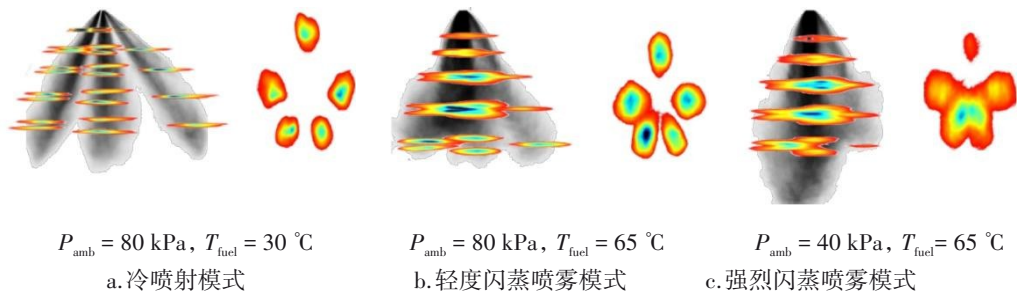 P_amb = 80 kPa, T_fuel = 30 ℃
P_amb = 80 kPa, T_fuel = 65 ℃
P_amb = 40 kPa, T_fuel = 65 ℃
a.冷喷射模式
b.轻度闪蒸喷雾模式
c.强烈闪蒸喷雾模式